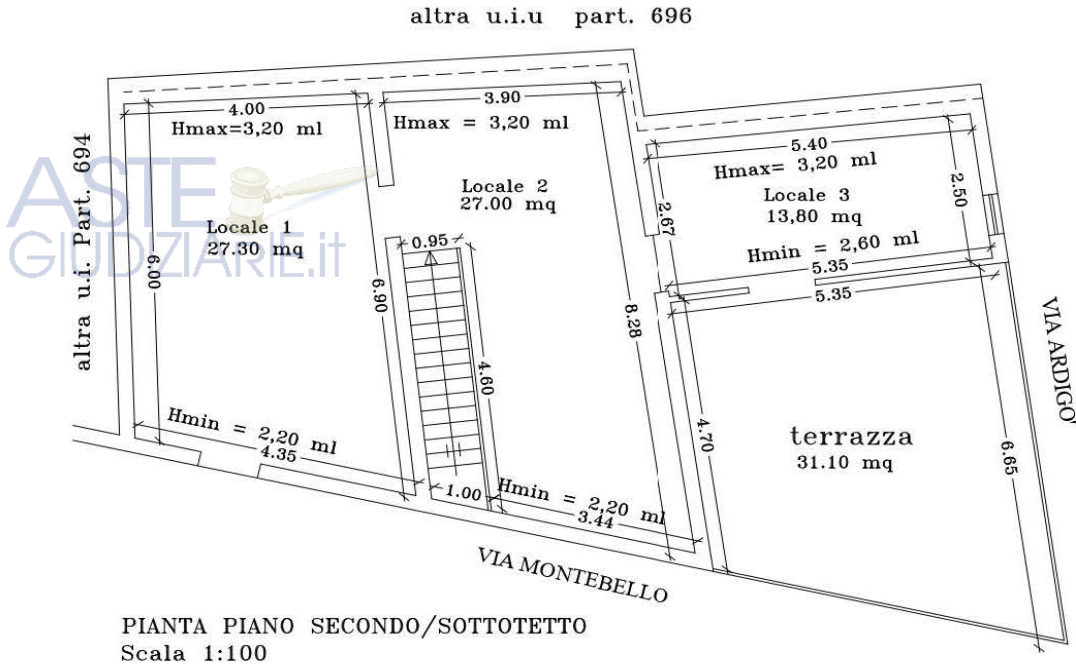 altra u.i.u part. 696
4.00
Hmax=3,20 ml
3.90
Hmax = 3,20 ml
5.40
Hmax= 3,20 ml
altra u.i. Part. 694
ASTE
GIUDZIARIE.it
Locale 1
27.30 mq
6.00
6.90
Locale 2
27.00 mq
0.95
8.28
4.60
2.67
Locale 3
13,80 mq
2.50
Hmin = 2,60 ml
5.35
5.35
VIA ARDIGO'
Hmin = 2,20 ml
4.35
1.00
Hmin = 2,20 ml
3.44
4.70
terrazza
31.10 mq
6.65
VIA MONTEBELLO
PIANTA PIANO SECONDO/SOTTOTETTO
Scala 1:100